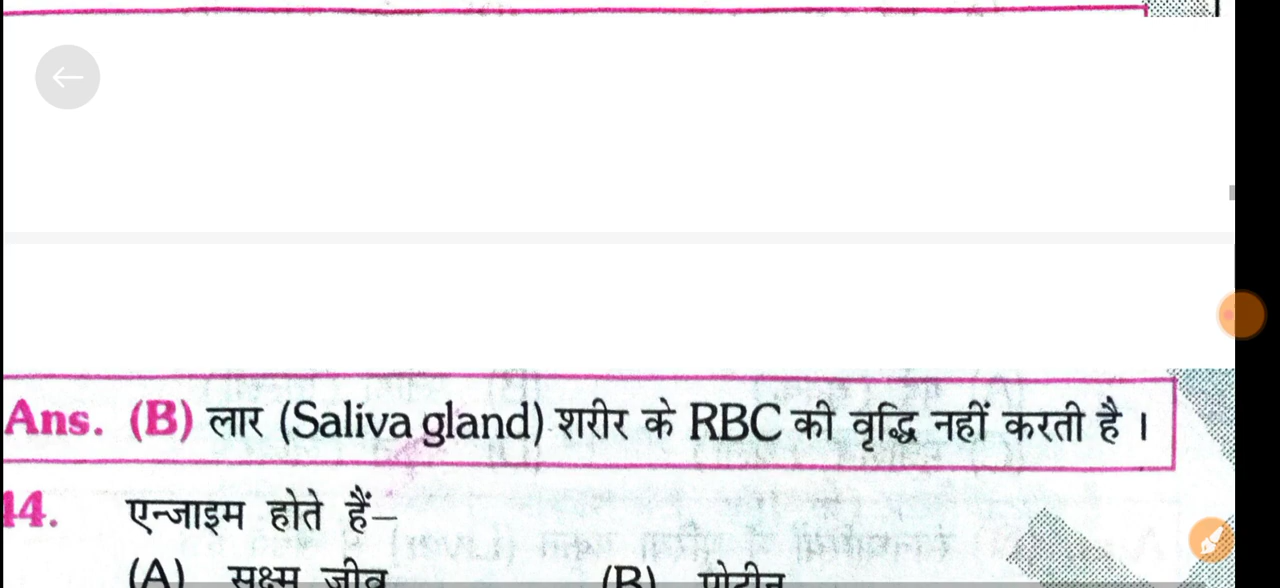 Ans. (B) लार (Saliva gland) शरीर के RBC की वृद्धि नहीं करती है ।
14. एन्जाइम होते हैं–
(A) सूक्ष्म जीव (B) प्रोटीन